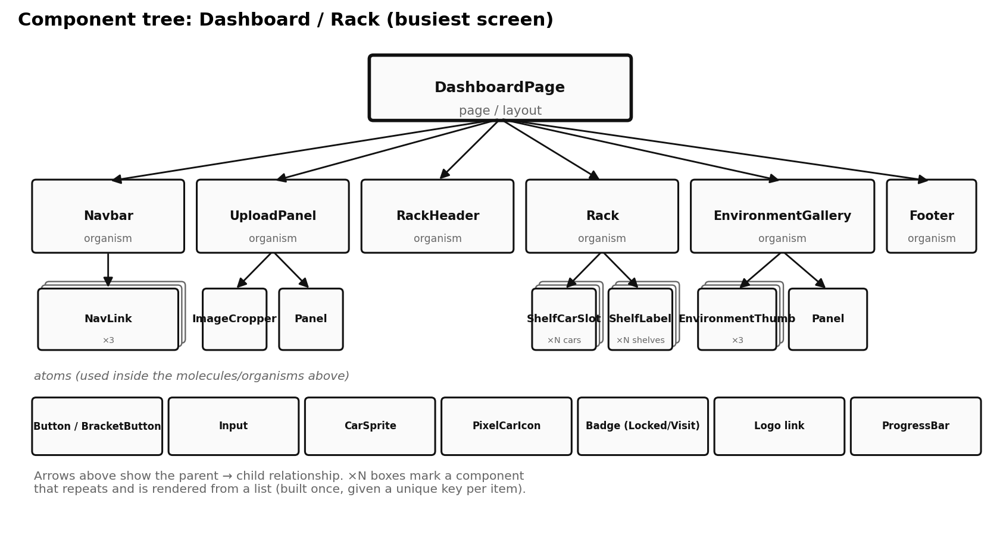 Component tree: Dashboard / Rack (busiest screen)
DashboardPage
page / layout
Navbar
organism
UploadPanel
organism
RackHeader
organism
Rack
organism
EnvironmentGallery
organism
Footer
organism
NavLink
×3
ImageCropper
Panel
ShelfCarSlot
×N cars
ShelfLabel
×N shelves
EnvironmentThumb
×3
Panel
atoms (used inside the molecules/organisms above)
Button / BracketButton
Input
CarSprite
PixelCarIcon
Badge (Locked/Visit)
Logo link
ProgressBar
Arrows above show the parent → child relationship. ×N boxes mark a component
that repeats and is rendered from a list (built once, given a unique key per item).